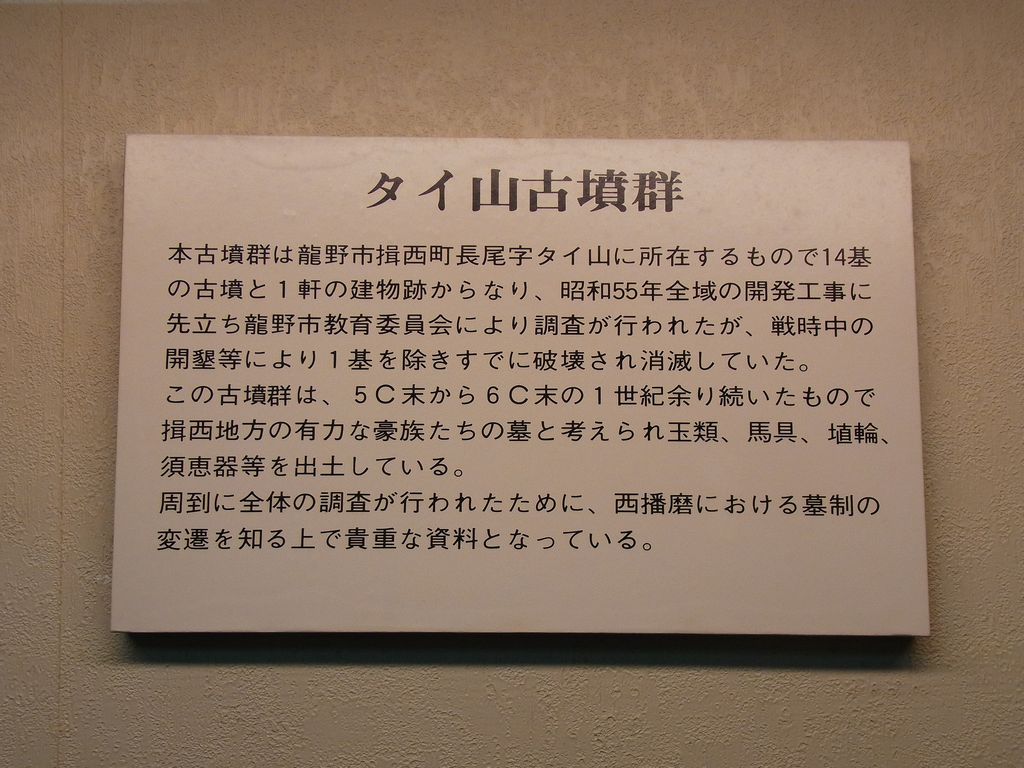 タイ山古墳群
本古墳群は龍野市揖西町長尾字タイ山に所在するもので14基
の古墳と１軒の建物跡からなり、昭和55年全域の開発工事に
先立ち龍野市教育委員会により調査が行われたが、戦時中の
開墾等により１基を除きすでに破壊され消滅していた。
この古墳群は、５Ｃ末から６Ｃ末の１世紀余り続いたもので
揖西地方の有力な豪族たちの墓と考えられ玉類、馬具、埴輪、
須恵器等を出土している。
周到に全体の調査が行われたために、西播磨における墓制の
変遷を知る上で貴重な資料となっている。